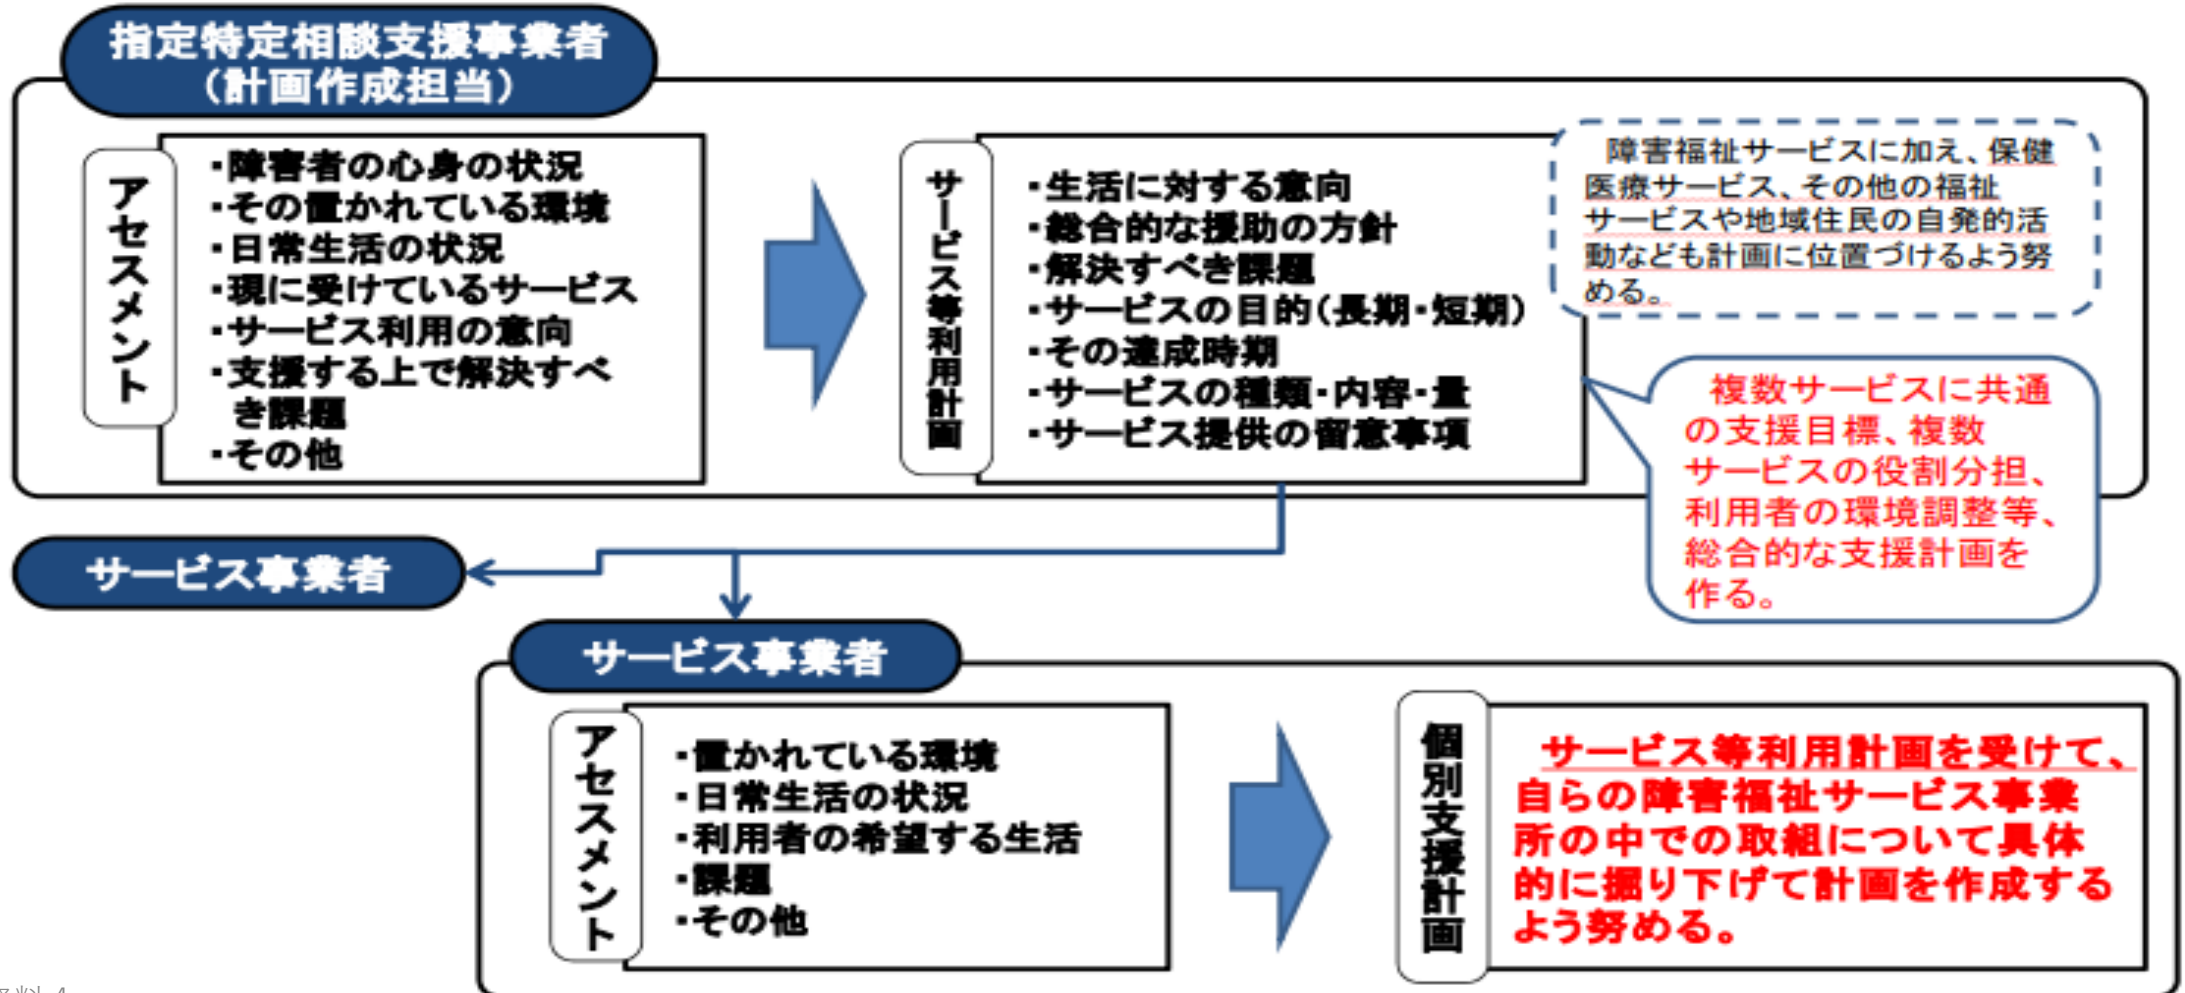 指定特定相談支援事業者
(計画作成担当)
アセスメント
・障害者の心身の状況
・その置かれている環境
・日常生活の状況
・現に受けているサービス
・サービス利用の意向
・支援する上で解決すべ
き課題
・その他
サービス等利用計画
・生活に対する意向
・総合的な援助の方針
・解決すべき課題
・サービスの目的(長期・短期)
・その達成時期
・サービスの種類・内容・量
・サービス提供の留意事項
障害福祉サービスに加え、保健
医療サービス、その他の福祉
サービスや地域住民の自発的活
動なども計画に位置づけるよう努
める。
複数サービスに共通
の支援目標、複数
サービスの役割分担、
利用者の環境調整等、
総合的な支援計画を
作る。
サービス事業者
サービス事業者
アセスメント
・置かれている環境
・日常生活の状況
・利用者の希望する生活
・課題
・その他
個別支援計画
サービス等利用計画を受けて、
自らの障害福祉サービス事業
所の中での取組について具体
的に掘り下げて計画を作成する
よう努める。